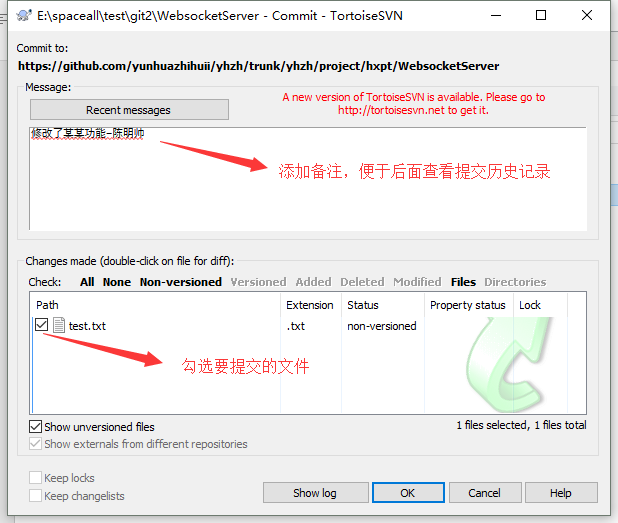 E:\spaceall\test\git2\WebsocketServer - Commit - TortoiseSVN
Commit to:
https://github.com/yunhuazhihuii/yhzh/trunk/yhzh/project/hxpt/WebsocketServer
Message:
Recent messages
A new version of TortoiseSVN is available. Please go to
http://tortoisesvn.net to get it.
修改了某某功能-陈明帅
添加备注，便于后面查看提交历史记录
Changes made (double-click on file for diff):
Check: All None Non-versioned Versioned Added Deleted Modified Files Directories
Path Extension Status Property status Lock
test.txt .txt non-versioned
勾选要提交的文件
Show unversioned files
1 files selected, 1 files total
Show externals from different repositories
Keep locks
Keep changelists
Show log OK Cancel Help